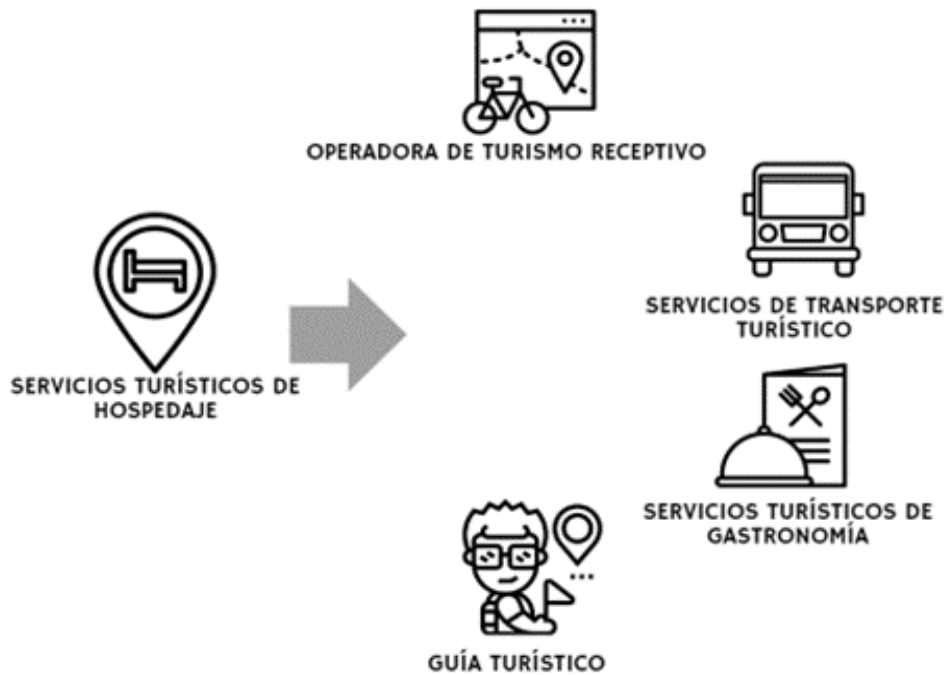 OPERADORA DE TURISMO RECEPTIVO
SERVICIOS DE TRANSPORTE
TURÍSTICO
SERVICIOS TURÍSTICOS DE
HOSPEDAJE
SERVICIOS TURÍSTICOS DE
GASTRONOMÍA
GUÍA TURÍSTICO